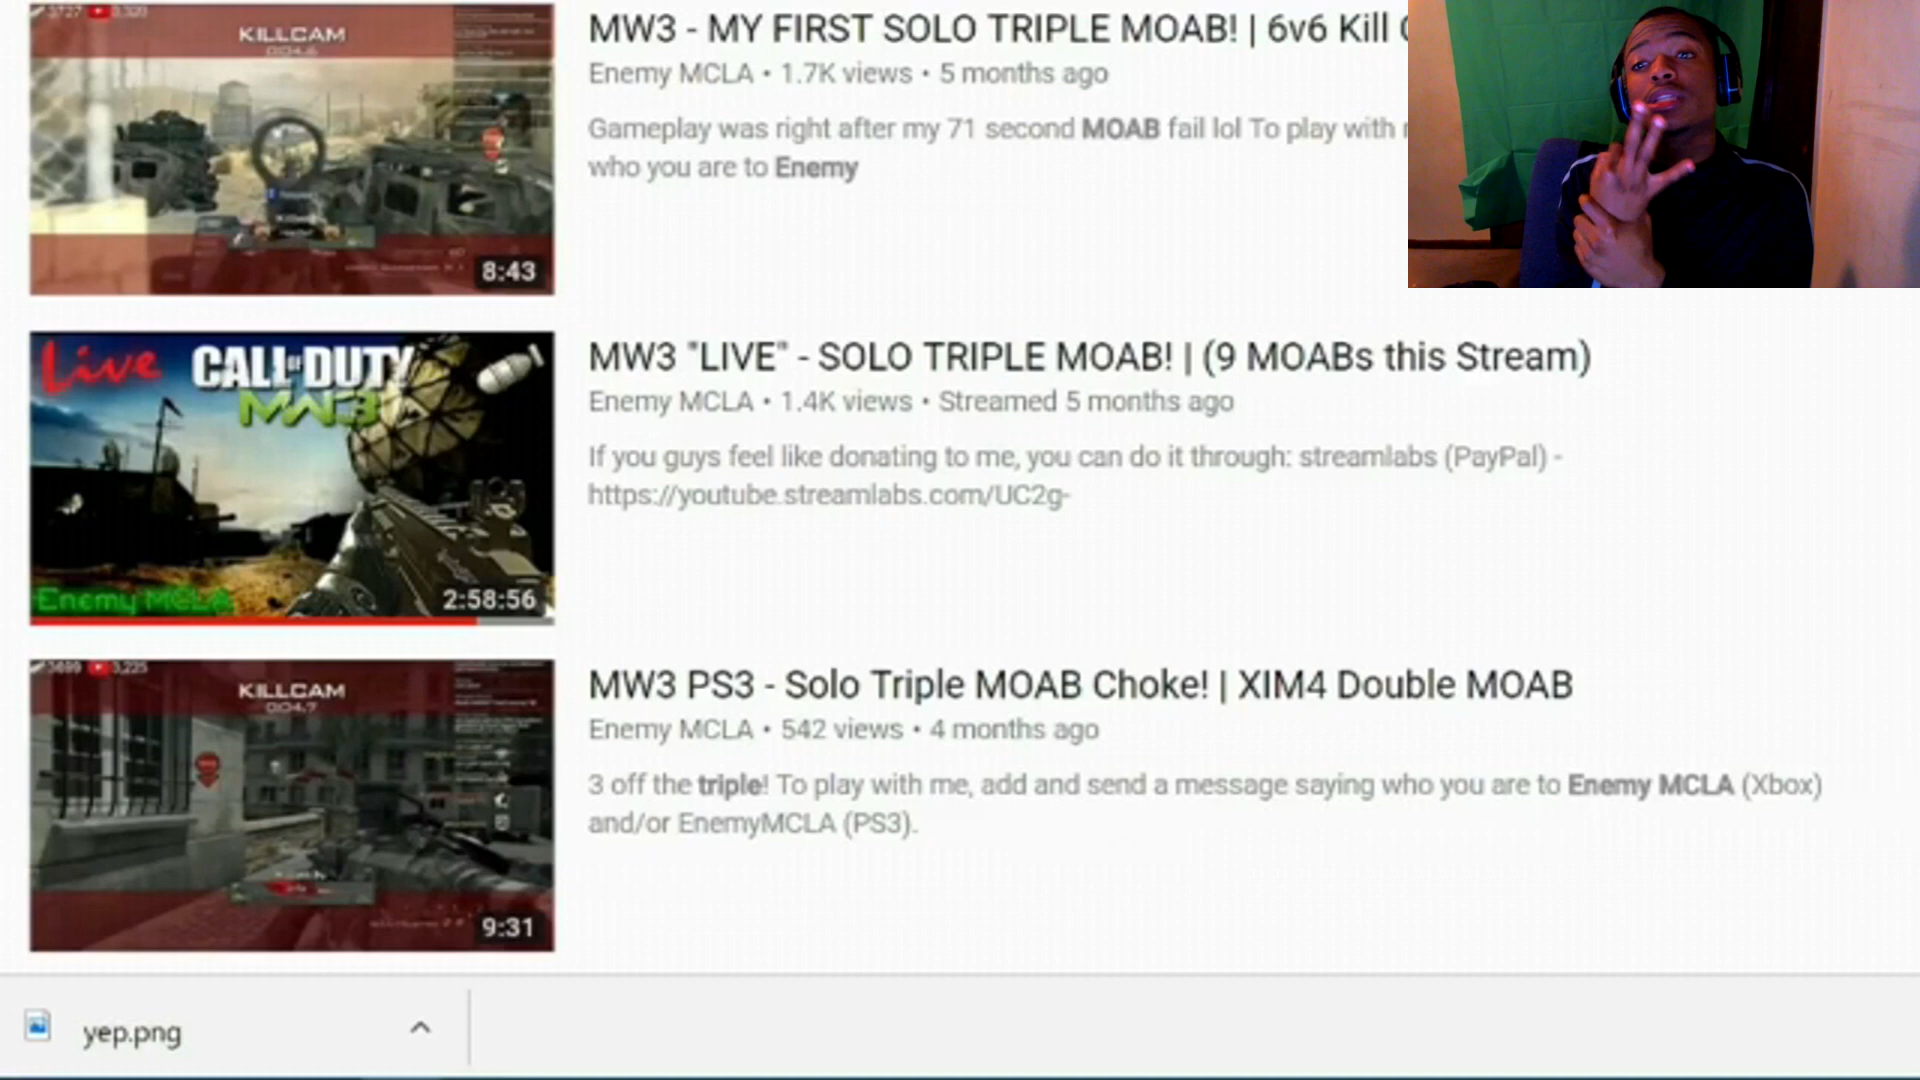 MW3 - MY FIRST SOLO TRIPLE MOAB! | 6v6 Kill
Enemy MCLA • 1.7K views • 5 months ago
Gameplay was right after my 71 second MOAB fail lol To play with
who you are to Enemy
KILLCAM
8:43
MW3 "LIVE" - SOLO TRIPLE MOAB! | (9 MOABs this Stream)
Enemy MCLA • 1.4K views • Streamed 5 months ago
If you guys feel like donating to me, you can do it through: streamlabs (PayPal) -
https://youtube.streamlabs.com/UC2g-
Live CALL OF DUTY
MW3
Enemy MCLA
2:58:56
MW3 PS3 - Solo Triple MOAB Choke! | XIM4 Double MOAB
Enemy MCLA • 542 views • 4 months ago
3 off the triple! To play with me, add and send a message saying who you are to Enemy MCLA (Xbox)
and/or EnemyMCLA (PS3).
3,225
KILLCAM
0:04.7
9:31
yep.png